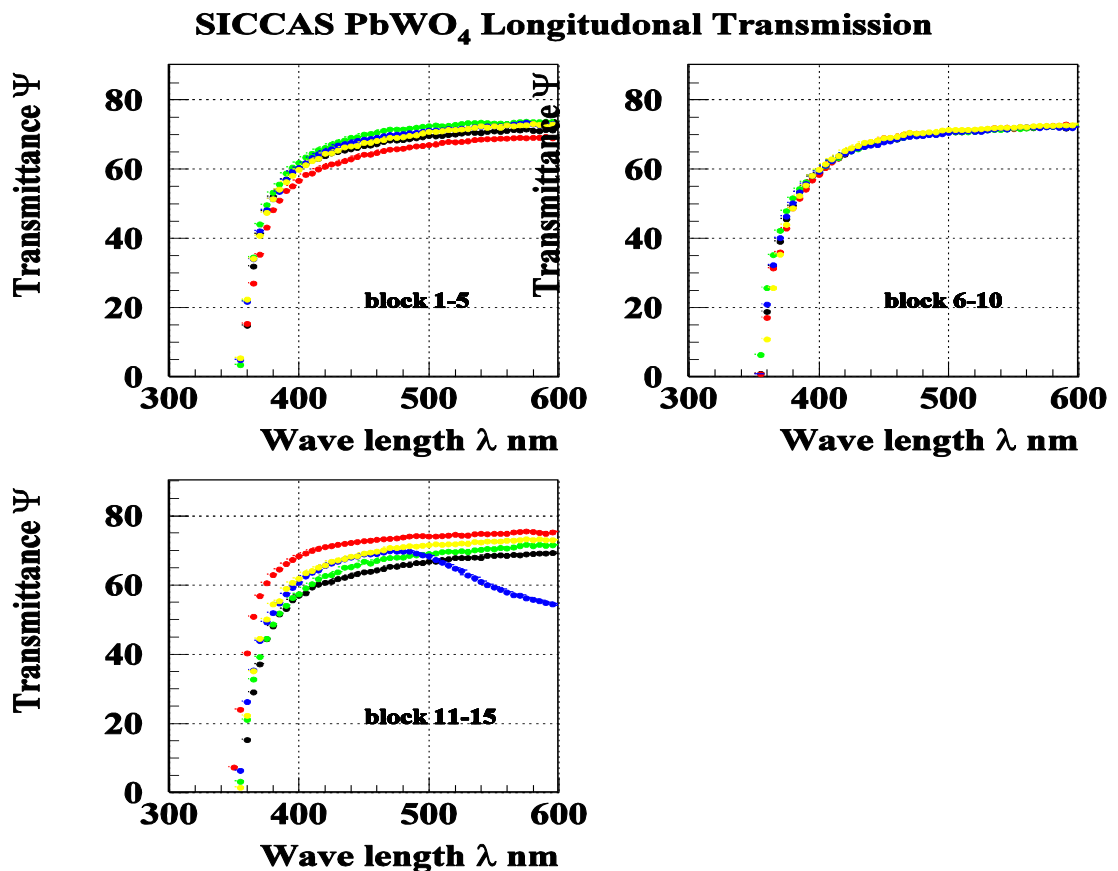 SICCAS PbWO4 Longitudonal Transmission
Transmittance Ψ
80
60
40
20
0
300
400
500
600
block 1-5
Wave length λ nm
Transmittance Ψ
80
60
40
20
0
300
400
500
600
block 6-10
Wave length λ nm
Transmittance Ψ
80
60
40
20
0
300
400
500
600
block 11-15
Wave length λ nm